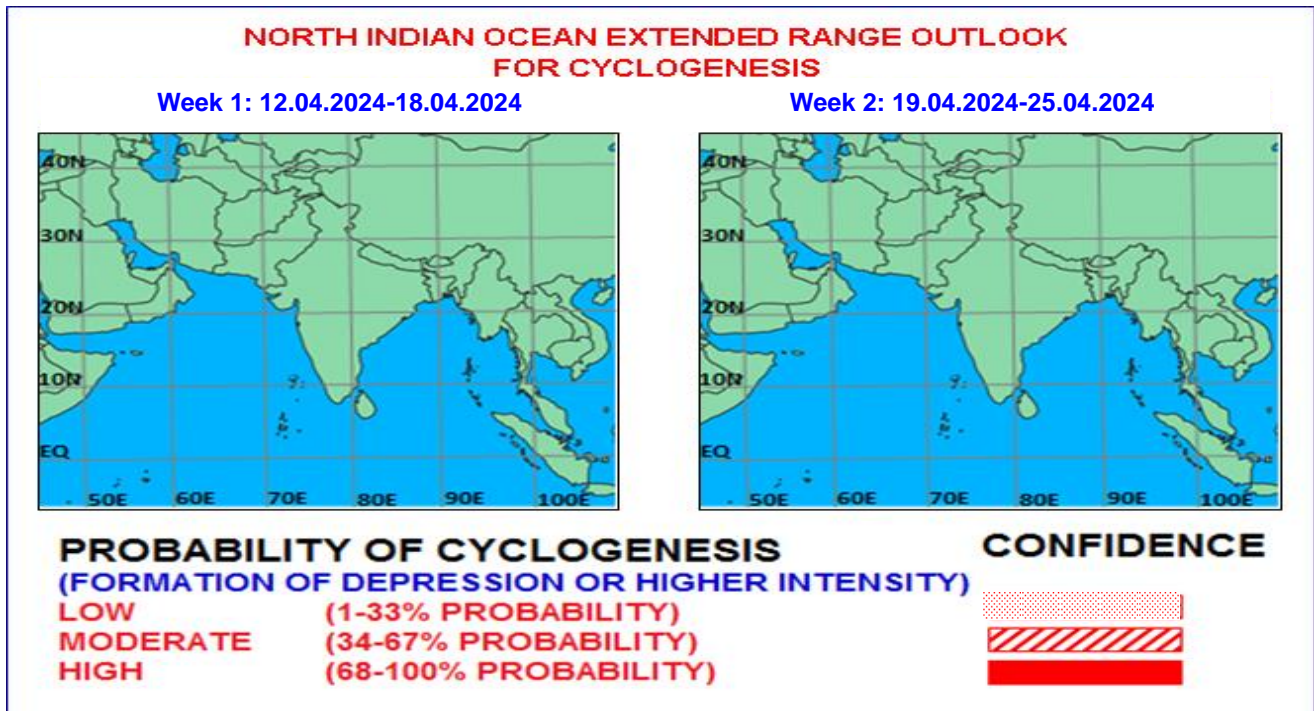 NORTH INDIAN OCEAN EXTENDED RANGE OUTLOOK
FOR CYCLOGENESIS
Week 1: 12.04.2024-18.04.2024
Week 2: 19.04.2024-25.04.2024
40N
30N
20N
10N
EQ
50E 60E 70E 80E 90E 100E
40N
30N
20N
10N
EQ
50E 60E 70E 80E 90E 100E
PROBABILITY OF CYCLOGENESIS
(FORMATION OF DEPRESSION OR HIGHER INTENSITY)
CONFIDENCE
LOW (1-33% PROBABILITY)
MODERATE (34-67% PROBABILITY)
HIGH (68-100% PROBABILITY)